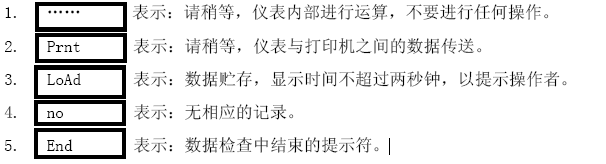 1. …… 表示：请稍等，仪表内部进行运算，不要进行任何操作。
2. Prnt 表示：请稍等，仪表与打印机之间的数据传送。
3. LoAd 表示：数据贮存，显示时间不超过两秒钟，以提示操作者。
4. no 表示：无相应的记录。
5. End 表示：数据检查中结束的提示符。